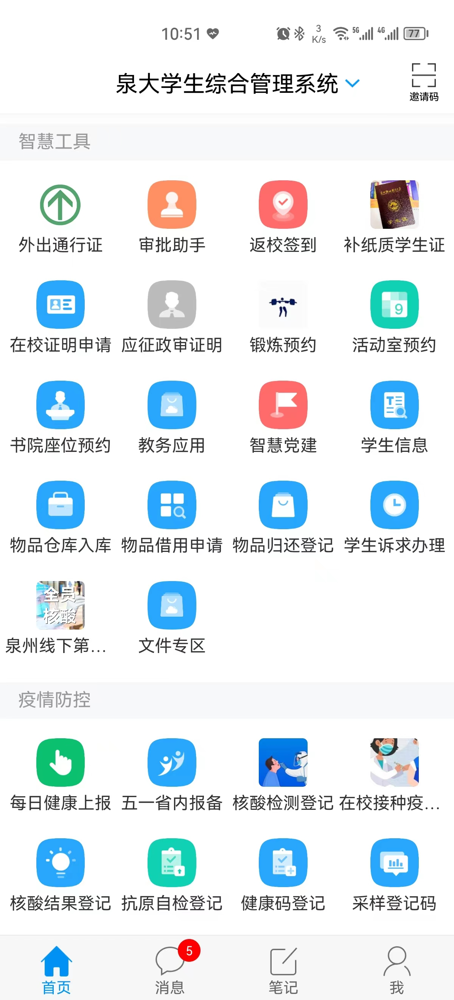 10:51
3
K/s
5G
4G
77
泉大学生综合管理系统
邀请码
智慧工具
外出通行证
审批助手
返校签到
学生证
补纸质学生证
在校证明申请
应征政审证明
锻炼预约
9
活动室预约
书院座位预约
教务应用
智慧党建
T
学生信息
物品仓库入库
物品借用申请
物品归还登记
学生诉求办理
全员
核酸
泉州线下第...
文件专区
疫情防控
每日健康上报
五一省内报备
核酸检测登记
在校接种疫...
核酸结果登记
抗原自检登记
健康码登记
采样登记码
首页
5
消息
笔记
我